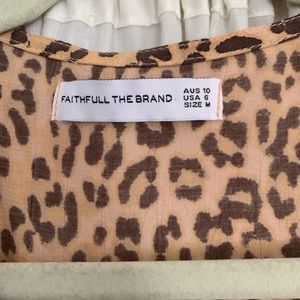 FAITHFULL THE BRAND
AUS 10
USA 6
SIZE M